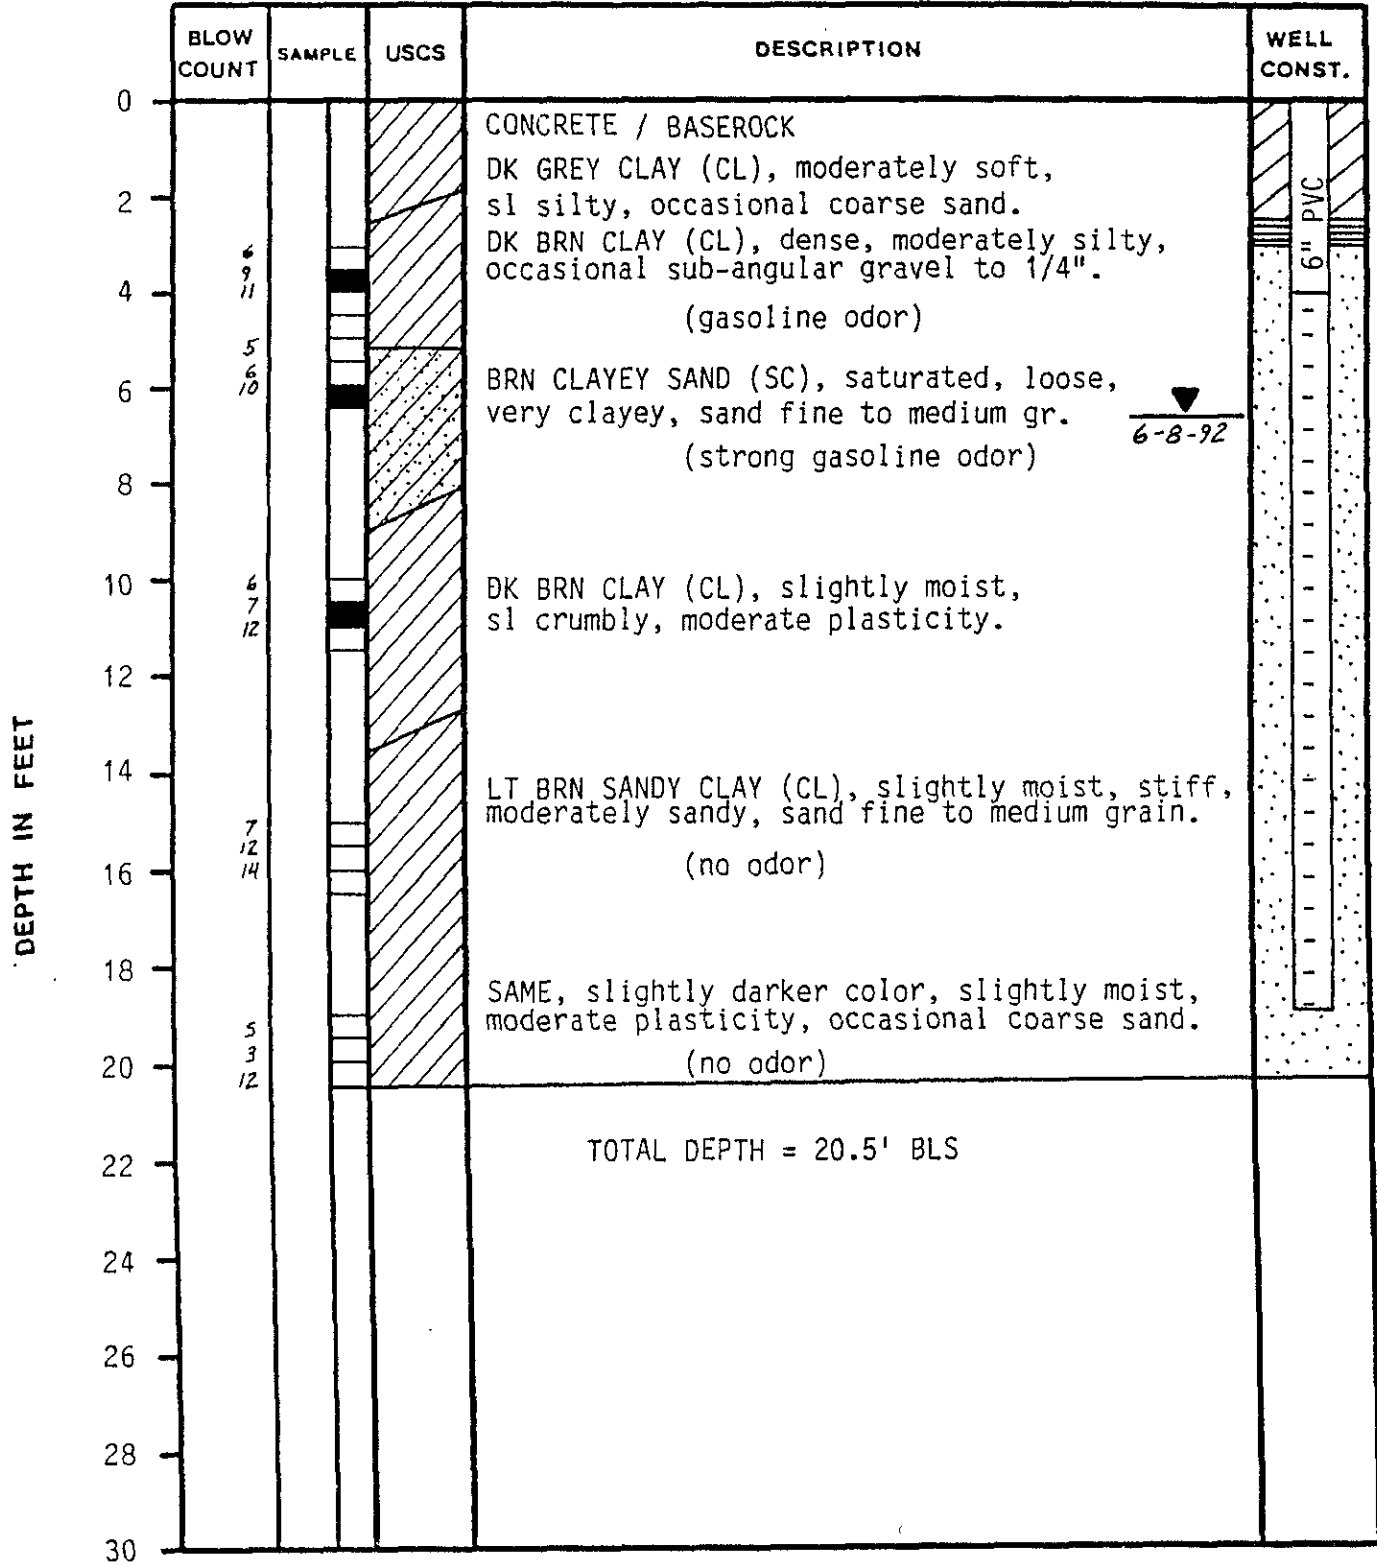 BLOW COUNT
SAMPLE
USCS
DESCRIPTION
WELL CONST.
DEPTH IN FEET
0
CONCRETE / BASEROCK
DK GREY CLAY (CL), moderately soft,
2
sl silty, occasional coarse sand.
6" PVC
DK BRN CLAY (CL), dense, moderately silty,
6
9
occasional sub-angular gravel to 1/4".
11
4
(gasoline odor)
5
6
10
6
BRN CLAYEY SAND (SC), saturated, loose,
very clayey, sand fine to medium gr.
6-8-92
(strong gasoline odor)
8
10
6
7
12
DK BRN CLAY (CL), slightly moist,
sl crumbly, moderate plasticity.
12
14
LT BRN SANDY CLAY (CL), slightly moist, stiff,
moderately sandy, sand fine to medium grain.
7
12
14
16
(no odor)
18
SAME, slightly darker color, slightly moist,
moderate plasticity, occasional coarse sand.
5
3
12
20
(no odor)
TOTAL DEPTH = 20.5' BLS
22
24
26
28
30